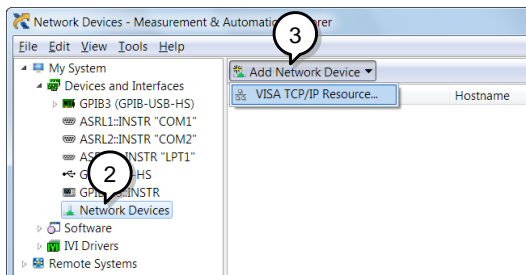 Network Devices - Measurement & Automation Explorer
3
File Edit View Tools Help
My System
Devices and Interfaces
GPIB3 (GPIB-USB-HS)
ASRL1::INSTR "COM1"
ASRL2::INSTR "COM2"
INSTR "LPT1"
HS
INSTR
2
Network Devices
Software
IVI Drivers
Remote Systems
Add Network Device
VISA TCP/IP Resource...
Hostname